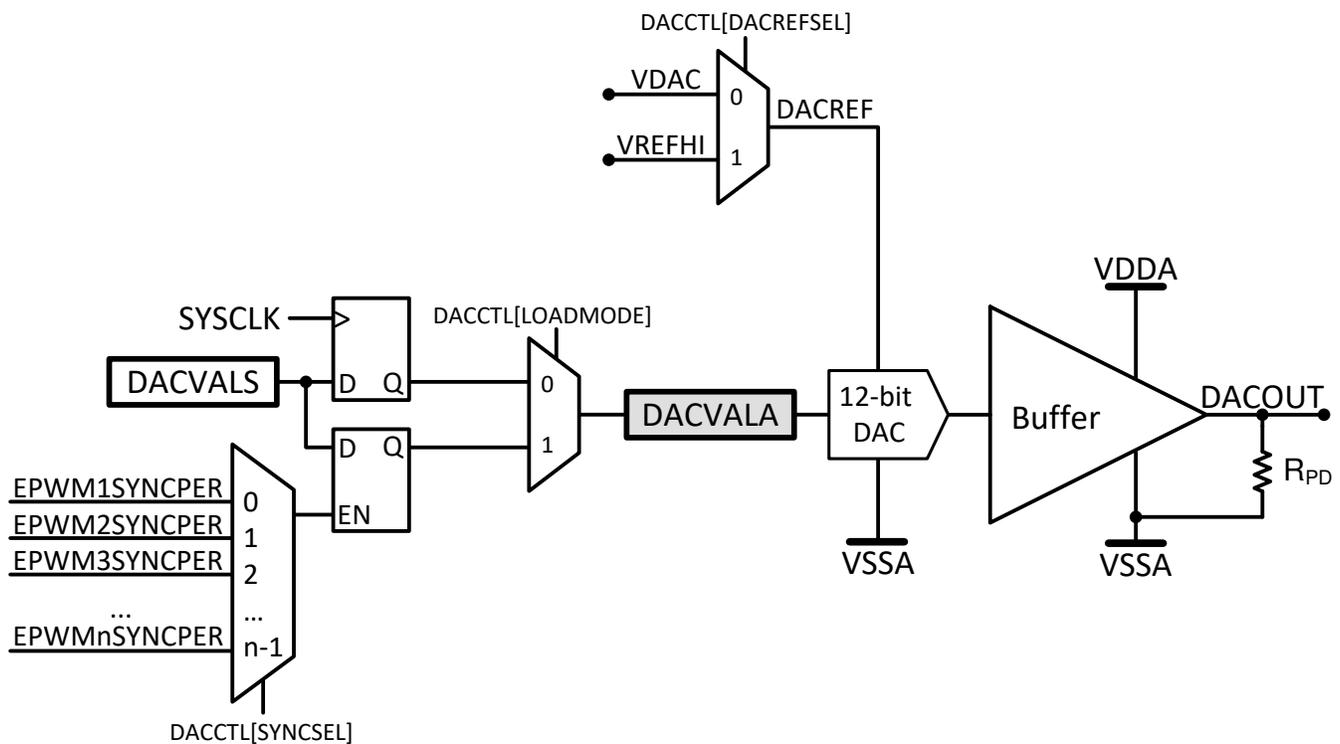 DACCTL[DACREFSEL]
VDAC
0
DACREF
VREFHI
1
VDDA
SYSCLK
>
DACCTL[LOADMODE]
DACVALS
D Q
0
DACVALA
12-bit
DAC
Buffer
DACOUT
D Q
1
RPD
EPWM1SYNCPER
0
EN
EPWM2SYNCPER
1
EPWM3SYNCPER
2
VSSA
VSSA
...
...
EPWMnSYNCPER
n-1
DACCTL[SYNCSEL]